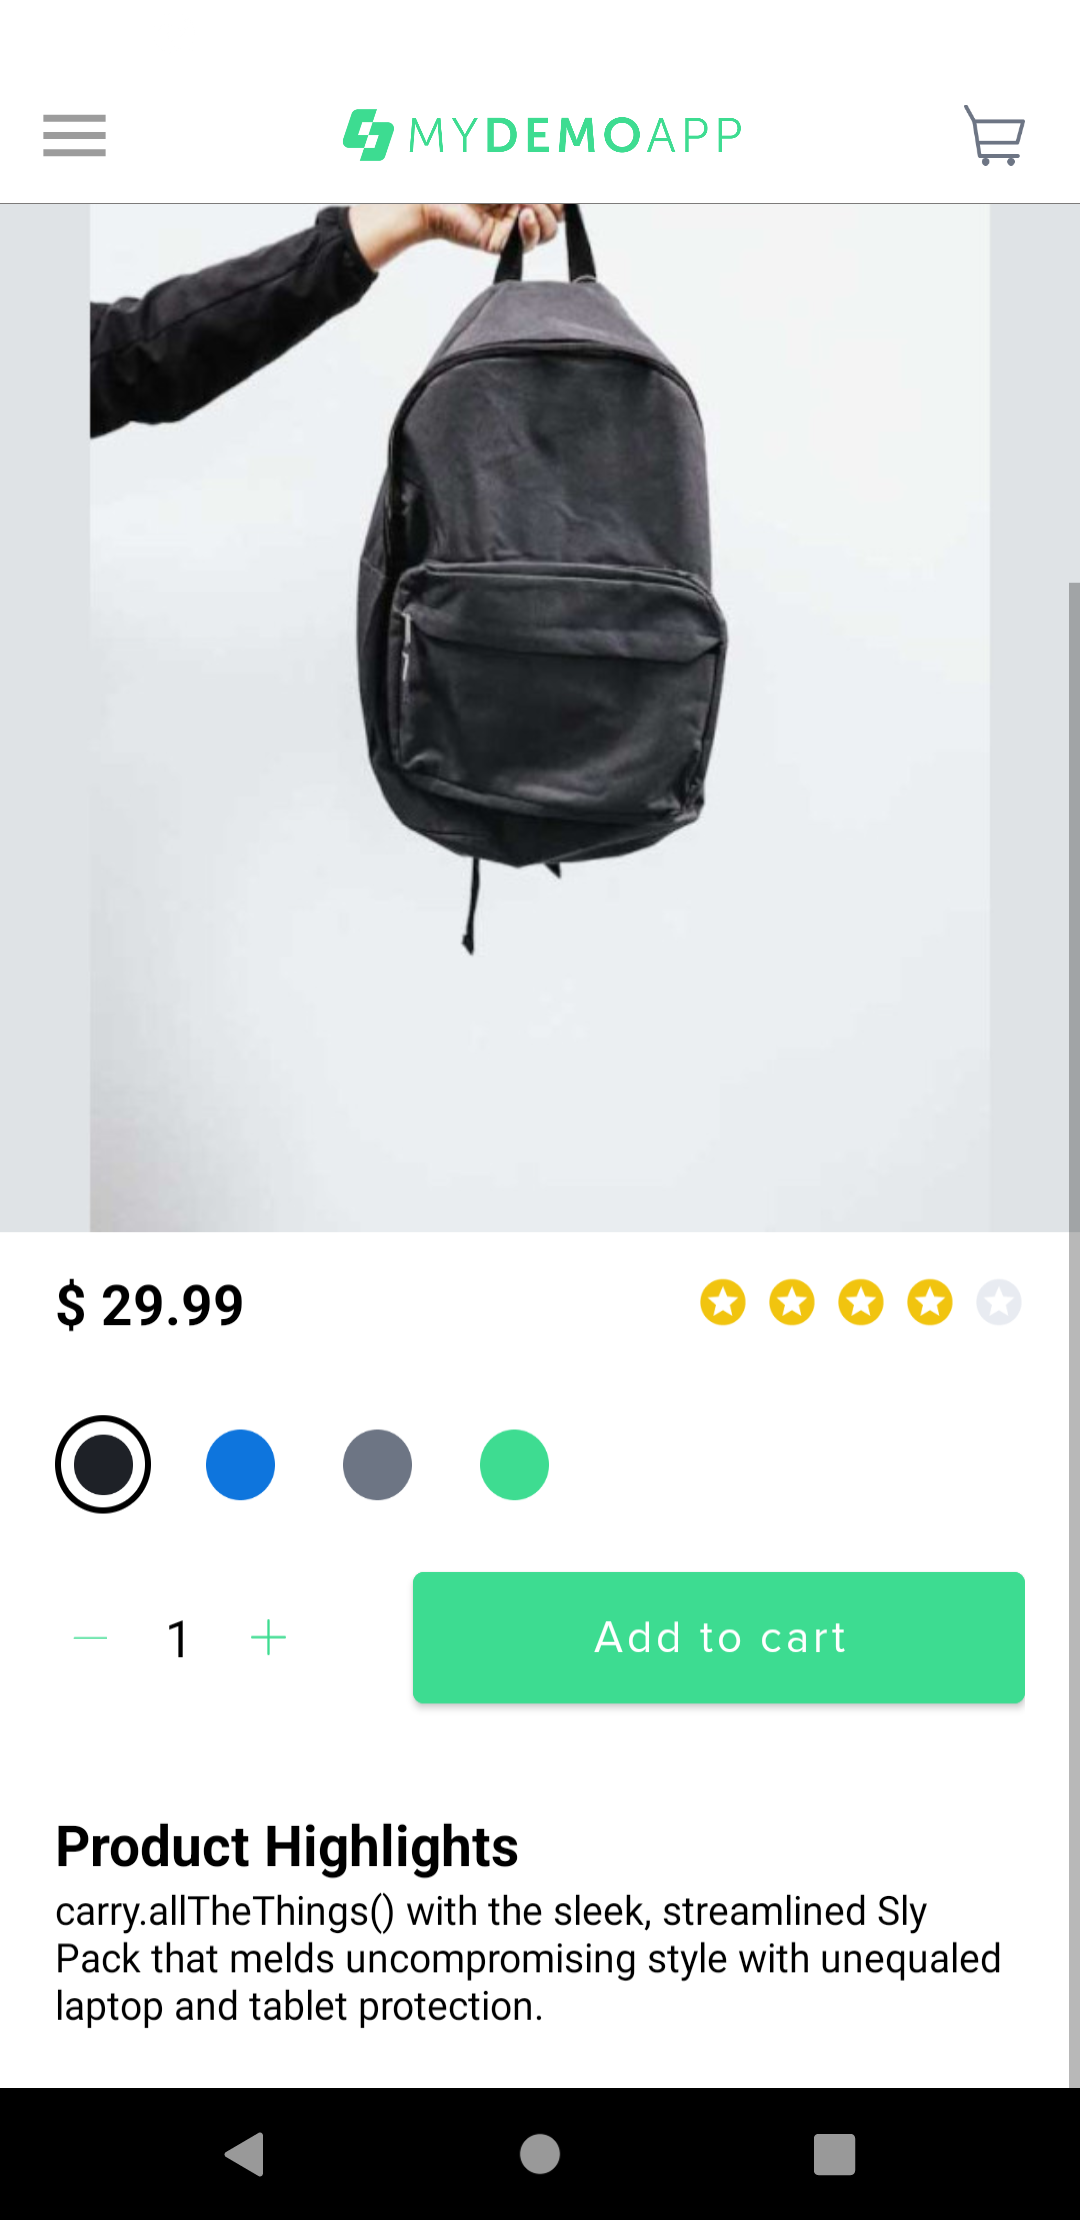 MYDEMOAPP
$ 29.99
1
Add to cart
Product Highlights
carry.allTheThings() with the sleek, streamlined Sly
Pack that melds uncompromising style with unequaled
laptop and tablet protection.